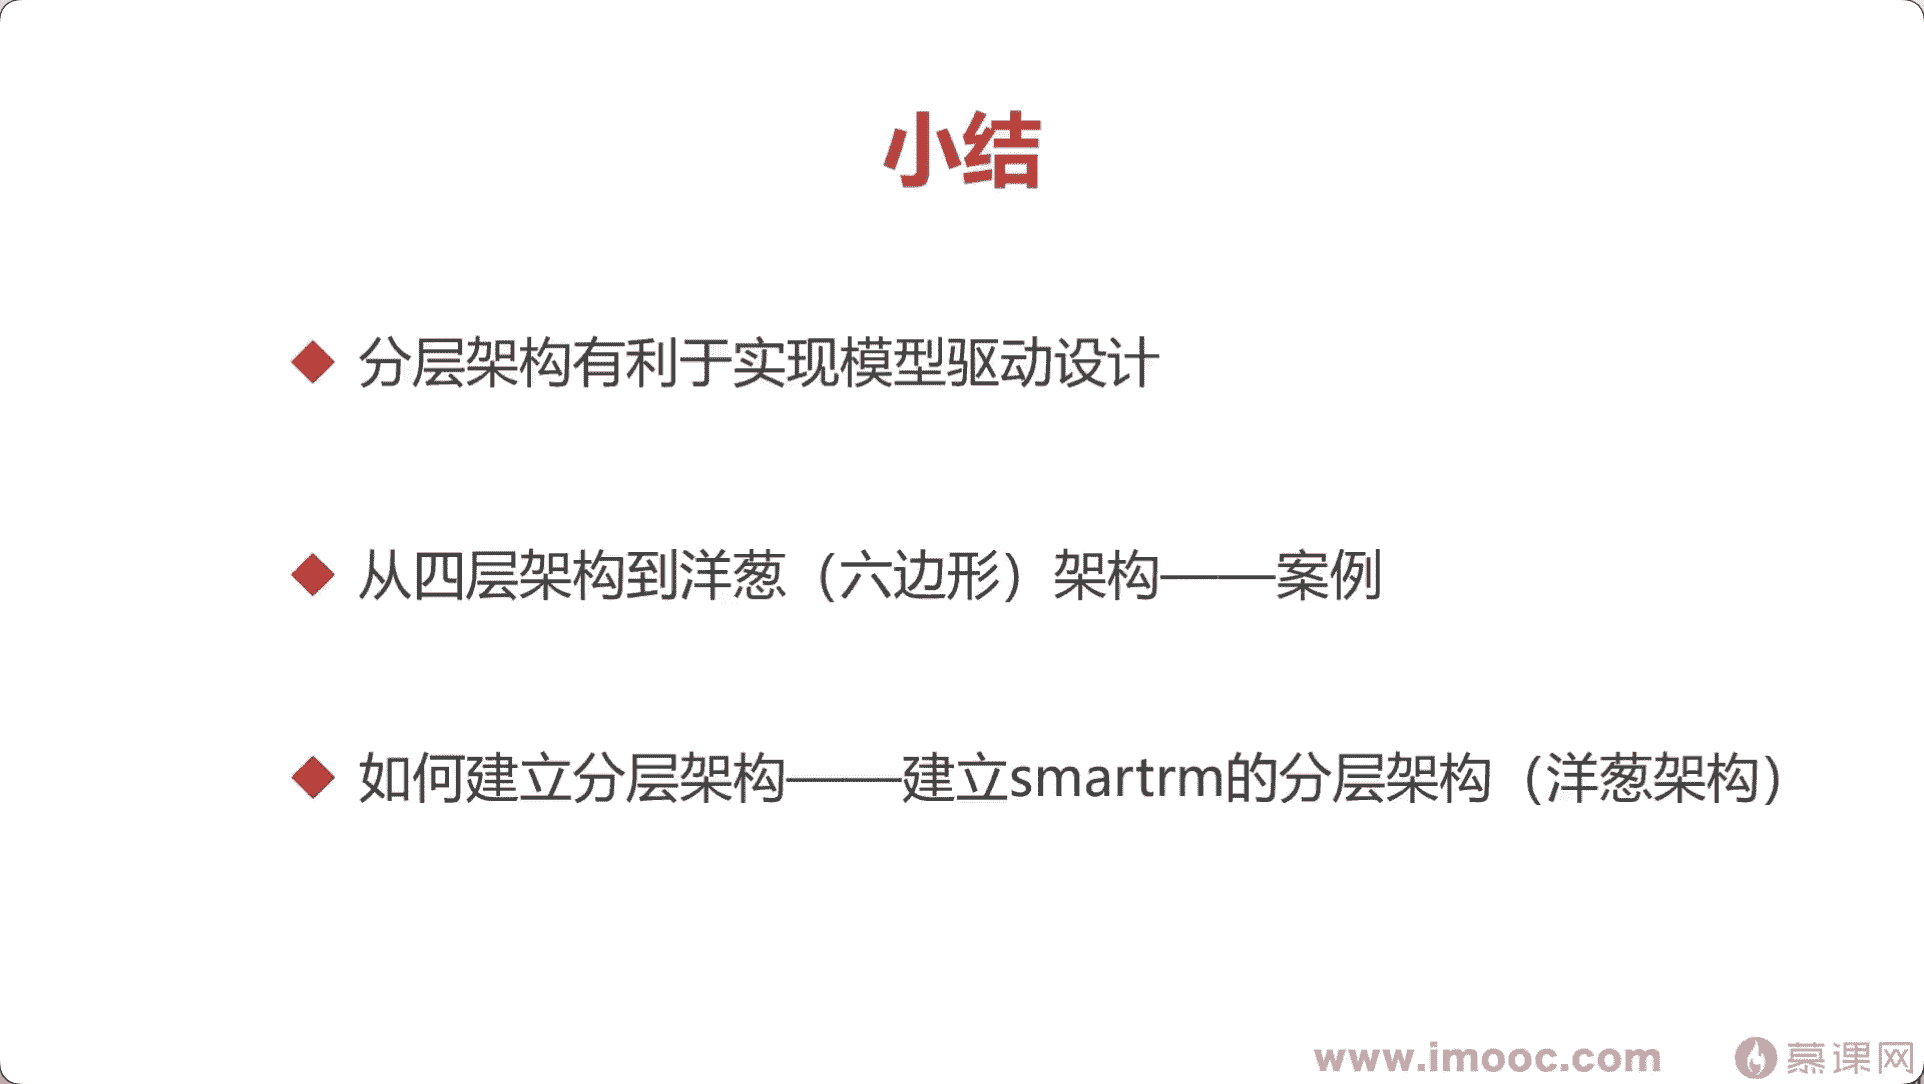 小结
分层架构有利于实现模型驱动设计
从四层架构到洋葱（六边形）架构——案例
如何建立分层架构——建立smartrm的分层架构（洋葱架构）
www.imooc.com 慕课网